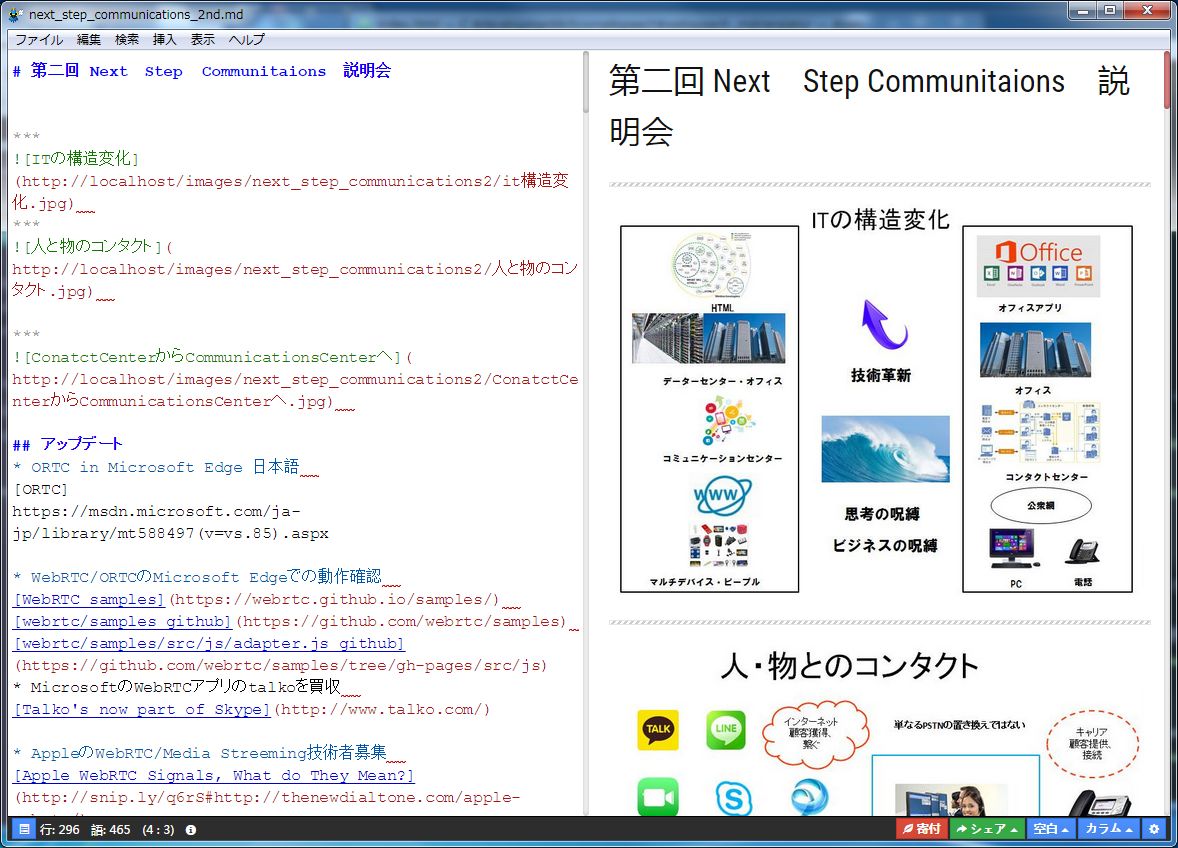 next_step_communications_2nd.md
ファイル 編集 検索 挿入 表示 ヘルプ
# 第二回 Next Step Communitaions 説明会
***
![ITの構造変化]
(http://localhost/images/next_step_communications2/it構造変
化.jpg)
***
![人と物のコンタクト](
http://localhost/images/next_step_communications2/人と物のコン
タクト.jpg)
***
![ConatctCenterからCommunicationsCenterへ](
http://localhost/images/next_step_communications2/ConatctCe
nterからCommunicationsCenterへ.jpg)
## アップデート
* ORTC in Microsoft Edge 日本語
[ORTC]
https://msdn.microsoft.com/ja-
jp/library/mt588497(v=vs.85).aspx
* WebRTC/ORTCのMicrosoft Edgeでの動作確認
[WebRTC samples](https://webrtc.github.io/samples/)
[webrtc/samples github](https://github.com/webrtc/samples)
[webrtc/samples/src/js/adapter.js github]
(https://github.com/webrtc/samples/tree/gh-pages/src/js)
* MicrosoftのWebRTCアプリのtalkoを買収
[Talko's now part of Skype](http://www.talko.com/)
* AppleのWebRTC/Media Streeming技術者募集
[Apple WebRTC Signals, What do They Mean?]
(http://snip.ly/q6rS#http://thenewdialtone.com/apple-
第二回 Next Step Communitaions 説
明会
ITの構造変化
HTML
データーセンター・オフィス
コミュニケーションセンター
WWW
マルチデバイス・ピープル
技術革新
思考の呪縛
ビジネスの呪縛
Office
オフィスアプリ
オフィス
コンタクトセンター
公衆網
PC
電話
人・物とのコンタクト
TALK
LINE
インターネット
顧客獲得、
繋ぐ
単なるPSTNの置き換えではない
キャリア
顧客提供、
接続
行: 296 語: 465 (4 : 3)
寄付 シェア 空白 カラム